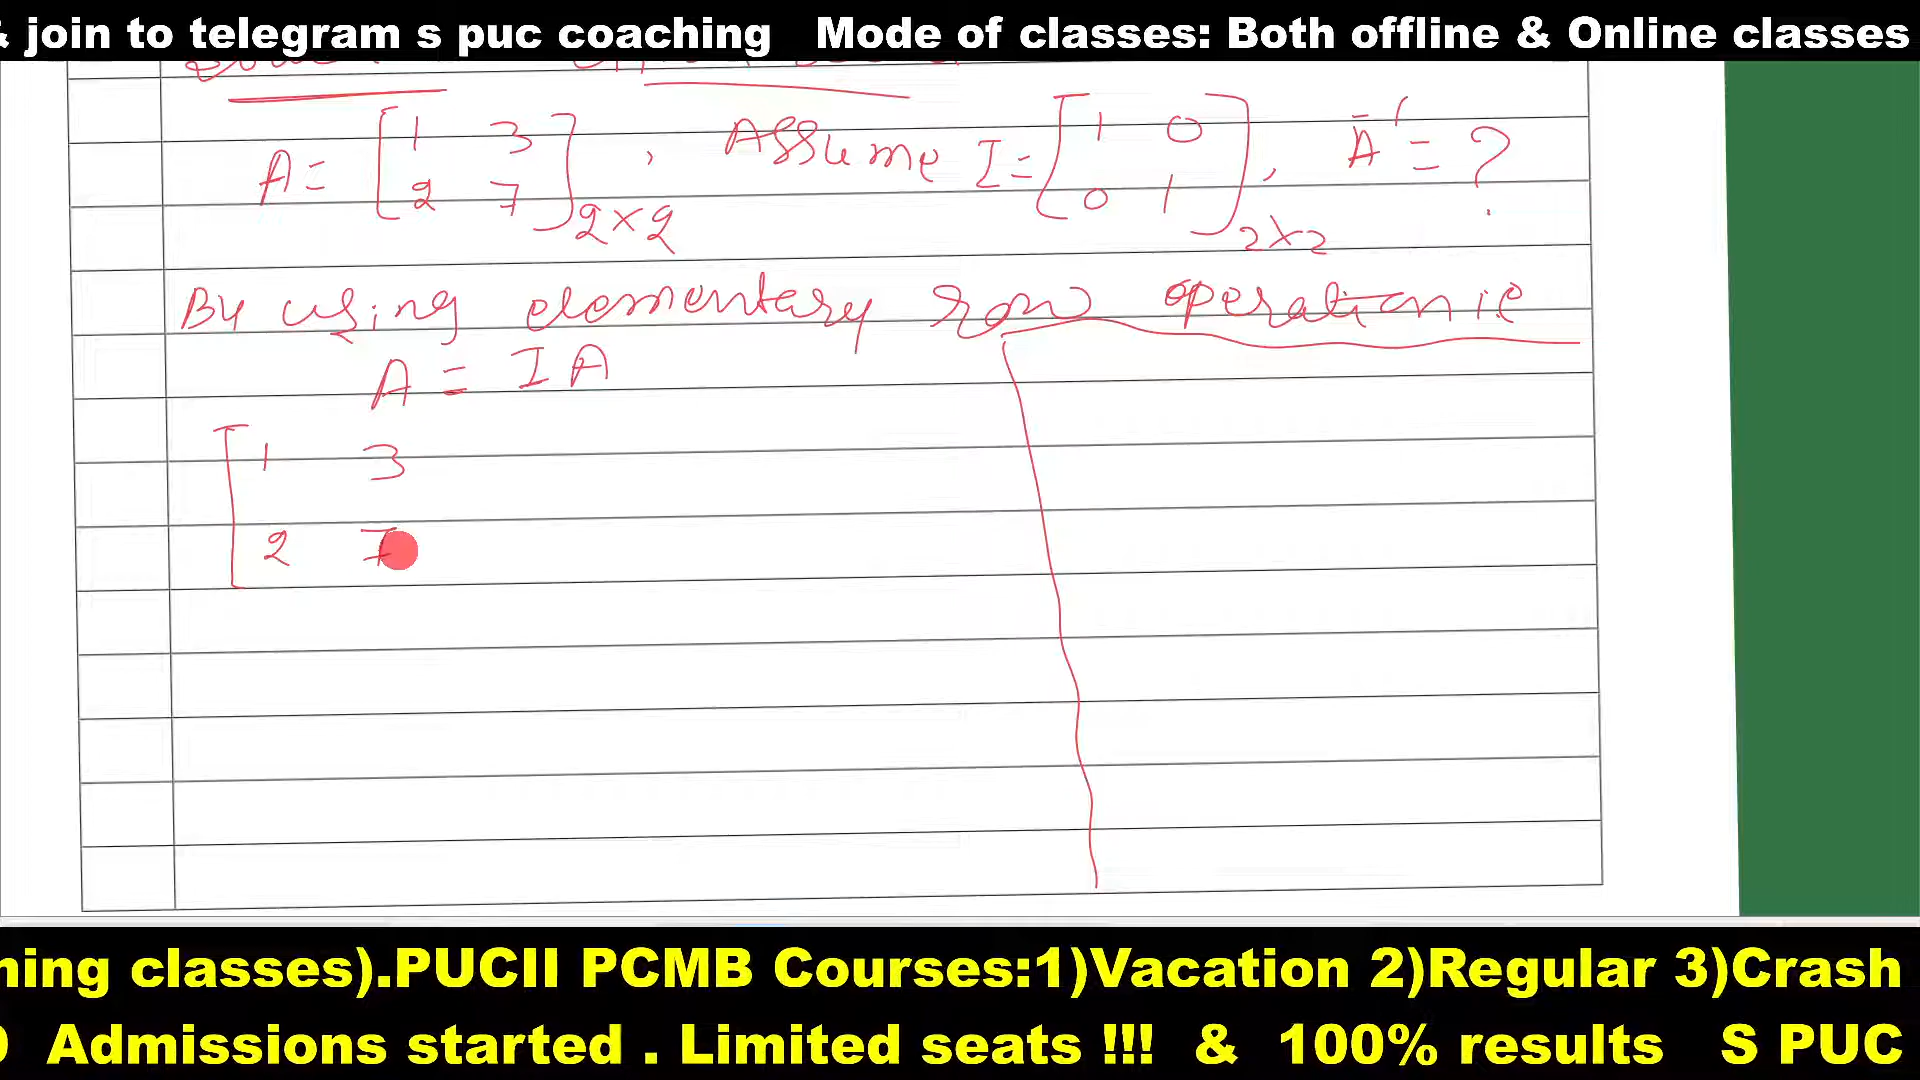 & join to telegram s puc coaching Mode of classes: Both offline & Online classes
A = [1 3 2 7] 2×2 , Assume I = [1 0 0 1] 2×2 , A⁻¹ = ?
By using elementary row operation ie
A = I A
[1 3
2 7
ning classes).PUCII PCMB Courses:1)Vacation 2)Regular 3)Crash
Admissions started . Limited seats !!! & 100% results S PUC